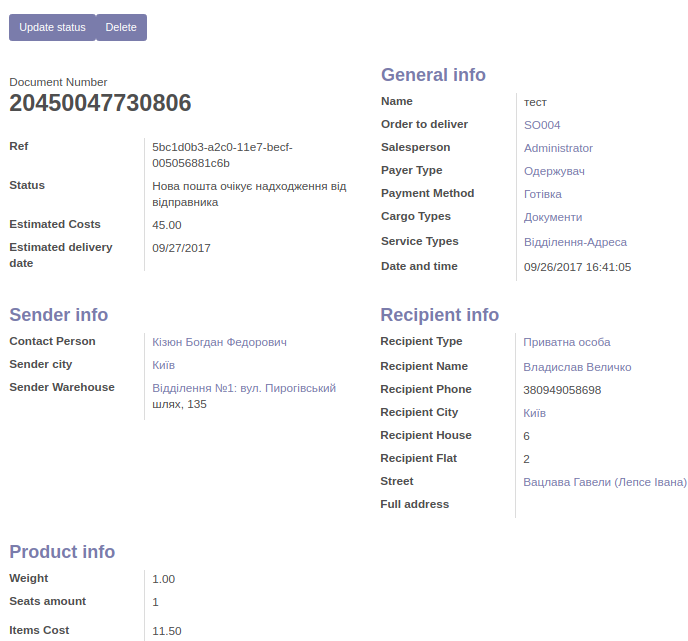 Update status
Delete
Document Number
20450047730806
Ref
5bc1d0b3-a2c0-11e7-becf-
005056881c6b
Status
Нова пошта очікує надходження від
відправника
Estimated Costs
45.00
Estimated delivery
date
09/27/2017
General info
Name
тест
Order to deliver
SO004
Salesperson
Administrator
Payer Type
Одержувач
Payment Method
Готівка
Cargo Types
Документи
Service Types
Відділення-Адреса
Date and time
09/26/2017 16:41:05
Sender info
Contact Person
Кізюн Богдан Федорович
Sender city
Київ
Sender Warehouse
Відділення №1: вул. Пирогівський
шлях, 135
Recipient info
Recipient Type
Приватна особа
Recipient Name
Владислав Величко
Recipient Phone
380949058698
Recipient City
Київ
Recipient House
6
Recipient Flat
2
Street
Вацлава Гавели (Лепсе Івана)
Full address
Product info
Weight
1.00
Seats amount
1
Items Cost
11.50